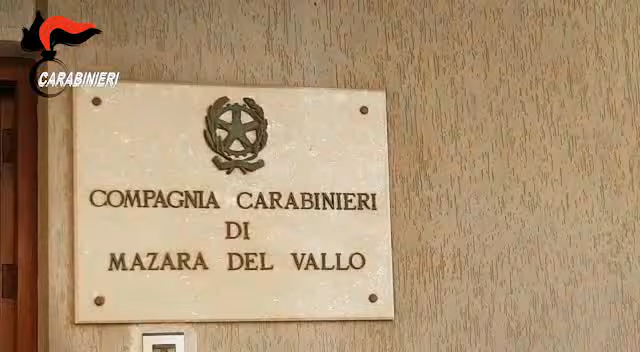 CARABINIERI
COMPAGNIA CARABINIERI
DI
MAZARA DEL VALLO